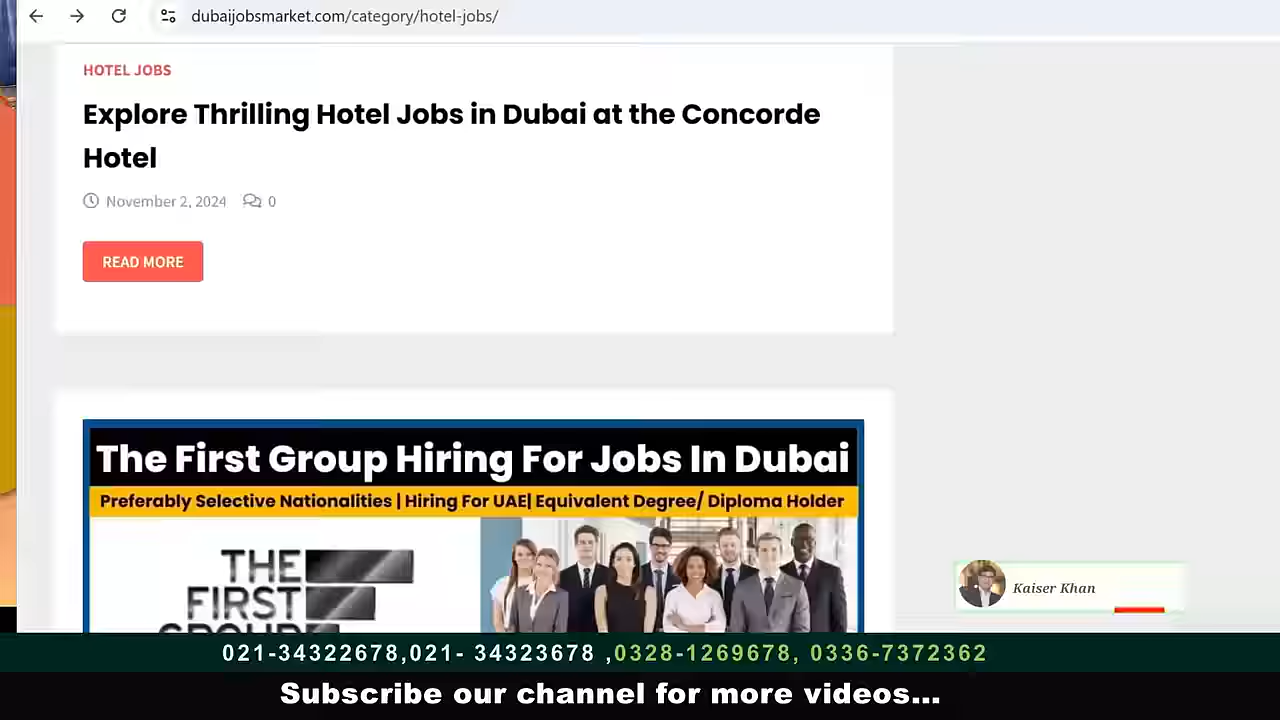 dubaijobsmarket.com/category/hotel-jobs/
HOTEL JOBS
Explore Thrilling Hotel Jobs in Dubai at the Concorde
Hotel
November 2, 2024 0
READ MORE
The First Group Hiring For Jobs In Dubai
Preferably Selective Nationalities | Hiring For UAE| Equivalent Degree/ Diploma Holder
THE
FIRST
GROUP
Kaiser Khan
021-34322678,021- 34323678 ,0328-1269678, 0336-7372362
Subscribe our channel for more videos...